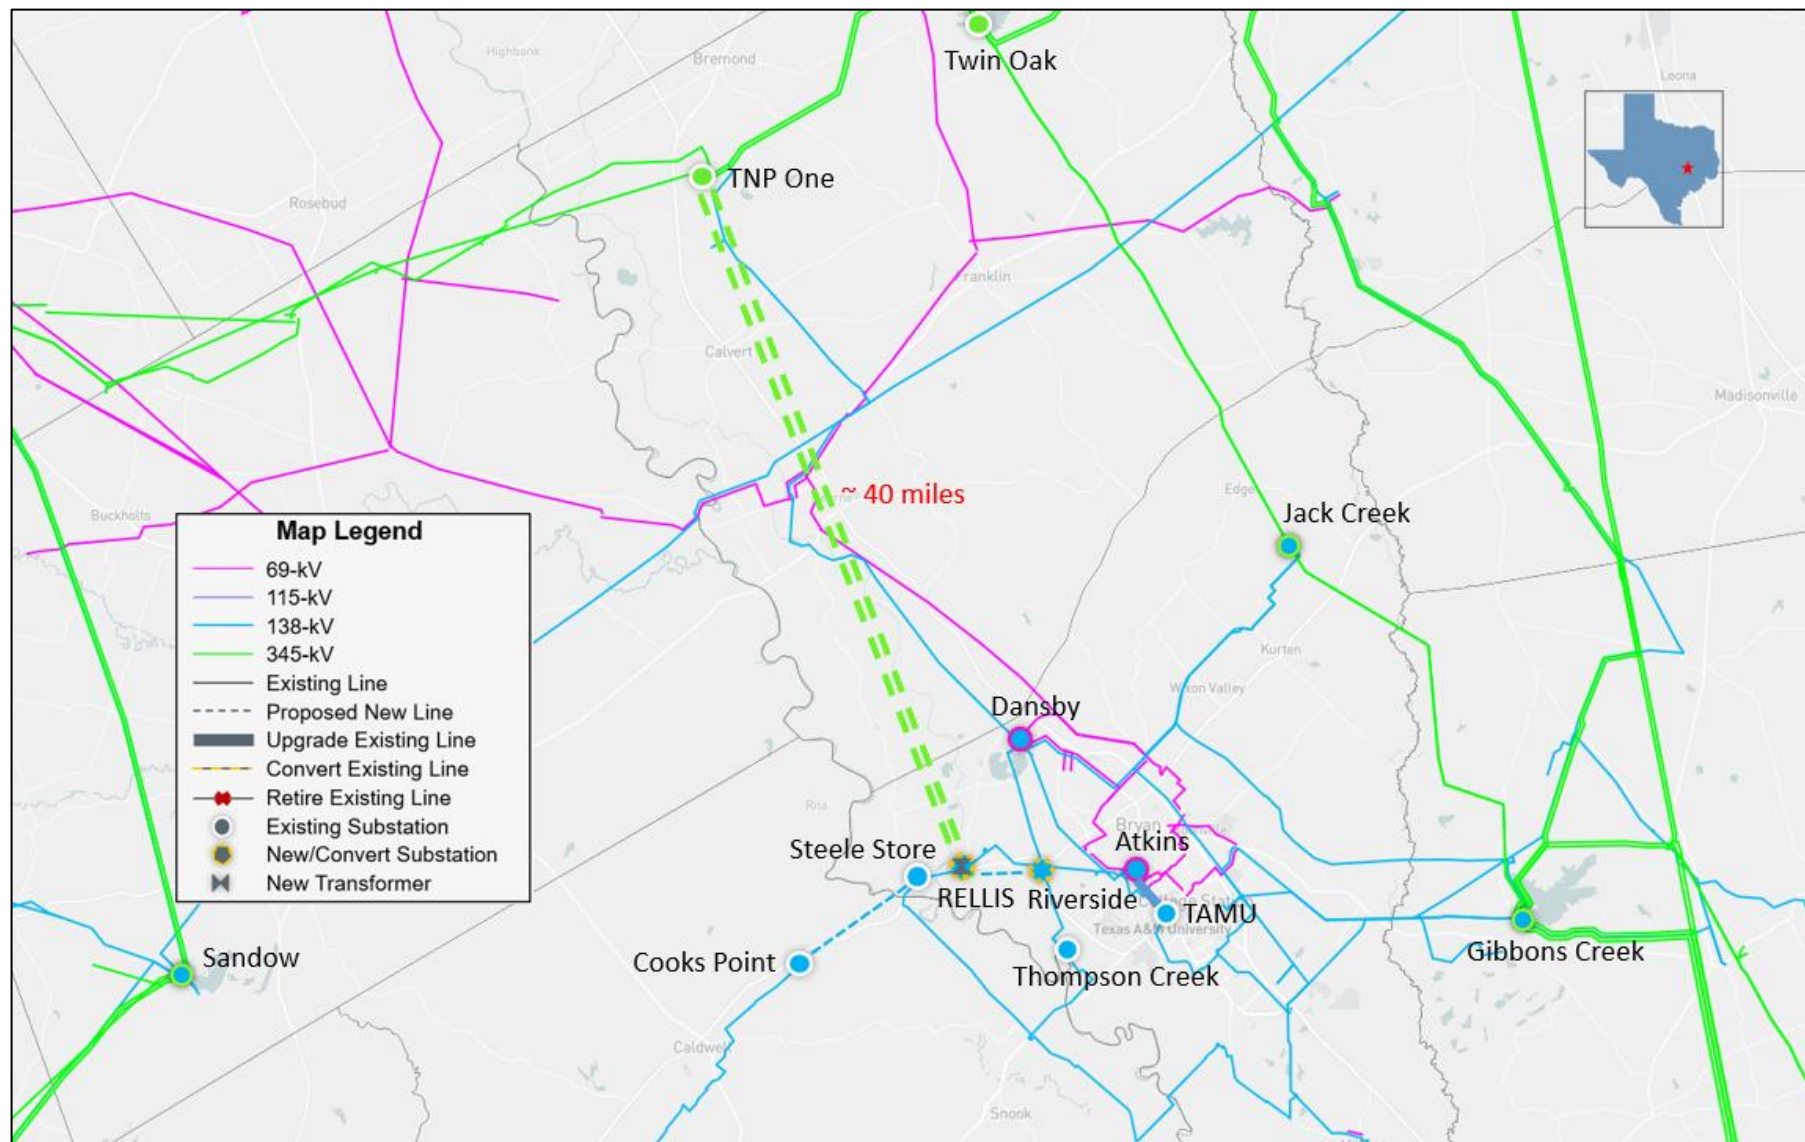 Highbank
Bremond
Twin Oak
Leona
TNP One
Rosebud
Franklin
Calvert
Madisonville
~ 40 miles
Edge
Jack Creek
Buckholts
Map Legend
69-kV
115-kV
138-kV
345-kV
Existing Line
Proposed New Line
Upgrade Existing Line
Convert Existing Line
Retire Existing Line
Existing Substation
New/Convert Substation
New Transformer
Kurten
Wixon Valley
Dansby
Rita
Bryan
Atkins
Steele Store
RELLIS
Riverside
College Stat
TAMU
Texas A&M University
Gibbons Creek
Sandow
Cooks Point
Thompson Creek
Caldwell
Snook